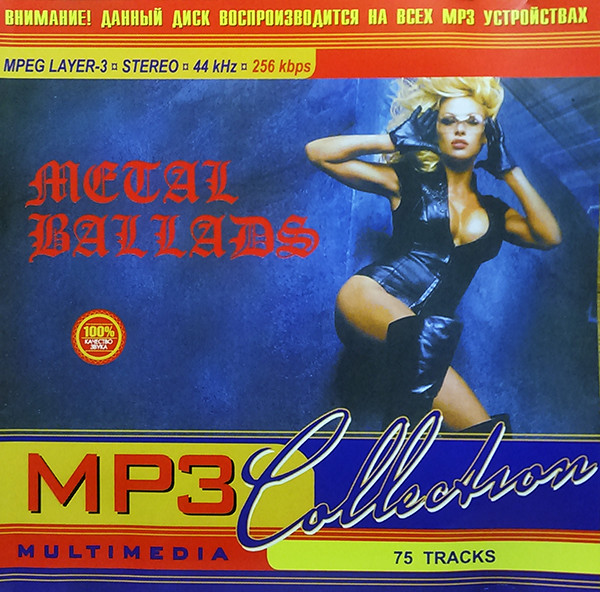 ВНИМАНИЕ! ДАННЫЙ ДИСК ВОСПРОИЗВОДИТСЯ НА ВСЕХ MP3 УСТРОЙСТВАХ
MPEG LAYER-3 ¤ STEREO ¤ 44 kHz ¤ 256 kbps
METAL
BALLADS
100%
КАЧЕСТВО
ЗВУКА
MP3 Collection
MULTIMEDIA
75 TRACKS